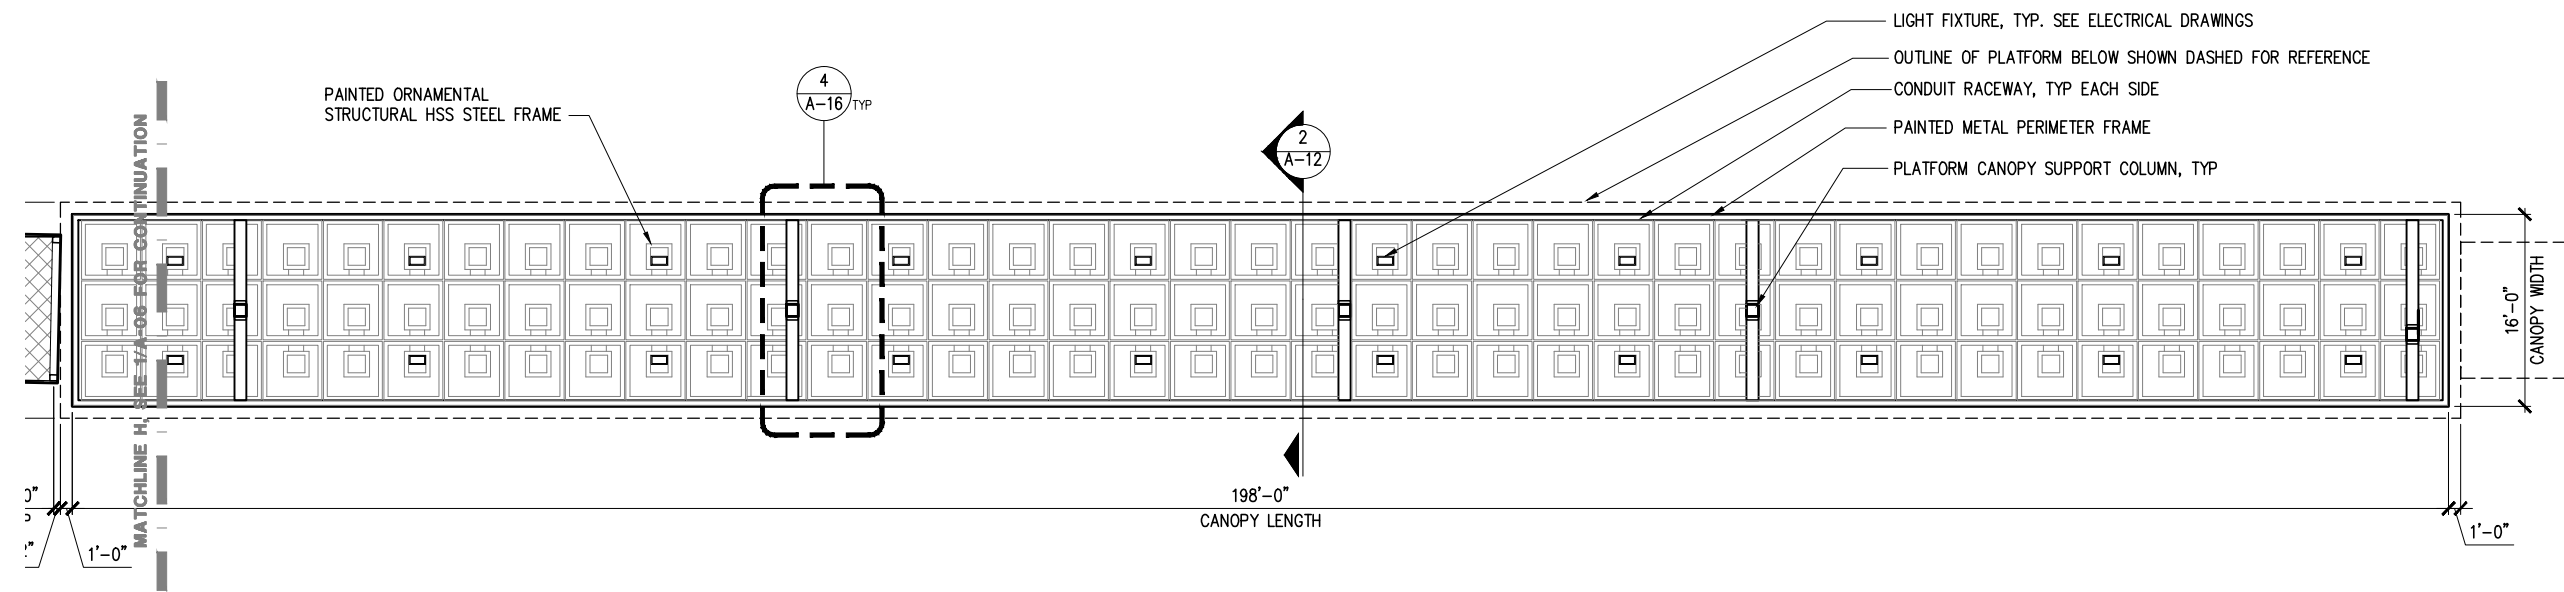 LIGHT FIXTURE, TYP. SEE ELECTRICAL DRAWINGS
OUTLINE OF PLATFORM BELOW SHOWN DASHED FOR REFERENCE
CONDUIT RACEWAY, TYP EACH SIDE
PAINTED METAL PERIMETER FRAME
PLATFORM CANOPY SUPPORT COLUMN, TYP
PAINTED ORNAMENTAL
STRUCTURAL HSS STEEL FRAME
4
A-16 TYP
2
A-12
MATCHLINE H, SEE 1/A-06 FOR CONTINUATION
16'-0"
CANOPY WIDTH
198'-0"
CANOPY LENGTH
1'-0"
1'-0"